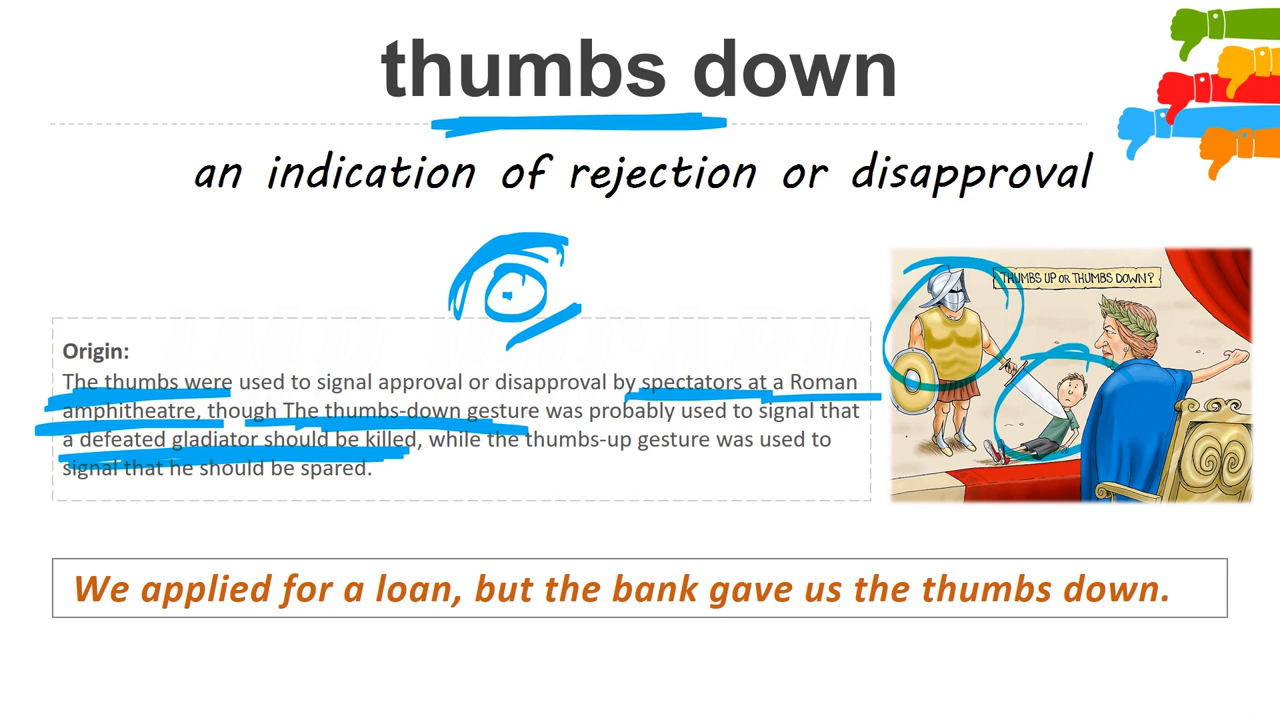 thumbs down
an indication of rejection or disapproval
THUMBS UP OR THUMBS DOWN?
Origin:
The thumbs were used to signal approval or disapproval by spectators at a Roman
amphitheatre, though The thumbs-down gesture was probably used to signal that
a defeated gladiator should be killed, while the thumbs-up gesture was used to
signal that he should be spared.
We applied for a loan, but the bank gave us the thumbs down.